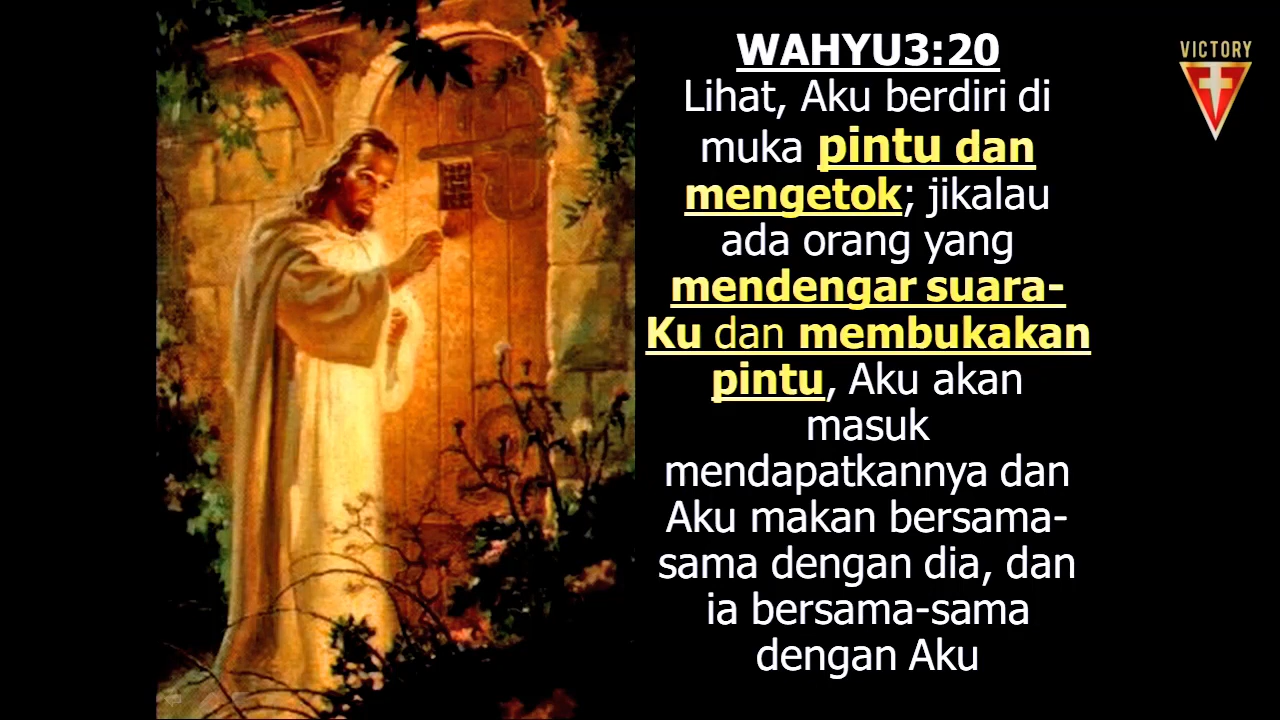 WAHYU3:20
Lihat, Aku berdiri di
muka pintu dan
mengetok; jikalau
ada orang yang
mendengar suara-
Ku dan membukakan
pintu, Aku akan
masuk
mendapatkannya dan
Aku makan bersama-
sama dengan dia, dan
ia bersama-sama
dengan Aku
VICTORY